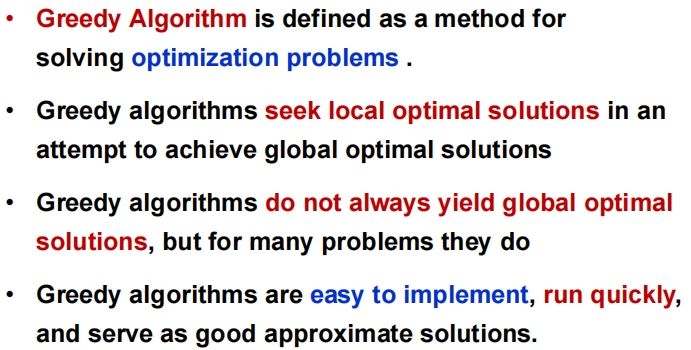 • Greedy Algorithm is defined as a method for
solving optimization problems .
• Greedy algorithms seek local optimal solutions in an
attempt to achieve global optimal solutions
• Greedy algorithms do not always yield global optimal
solutions, but for many problems they do
• Greedy algorithms are easy to implement, run quickly,
and serve as good approximate solutions.